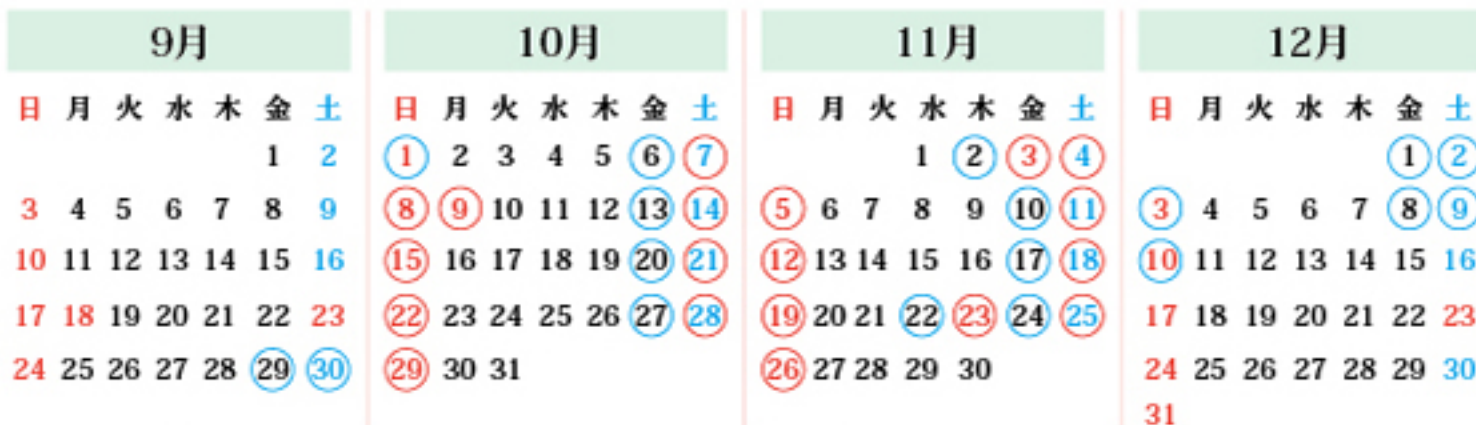 9月
日 月 火 水 木 金 土
1 2
3 4 5 6 7 8 9
10 11 12 13 14 15 16
17 18 19 20 21 22 23
24 25 26 27 28 29 30
10月
日 月 火 水 木 金 土
1 2 3 4 5 6 7
8 9 10 11 12 13 14
15 16 17 18 19 20 21
22 23 24 25 26 27 28
29 30 31
11月
日 月 火 水 木 金 土
1 2 3 4
5 6 7 8 9 10 11
12 13 14 15 16 17 18
19 20 21 22 23 24 25
26 27 28 29 30
12月
日 月 火 水 木 金 土
1 2
3 4 5 6 7 8 9
10 11 12 13 14 15 16
17 18 19 20 21 22 23
24 25 26 27 28 29 30
31